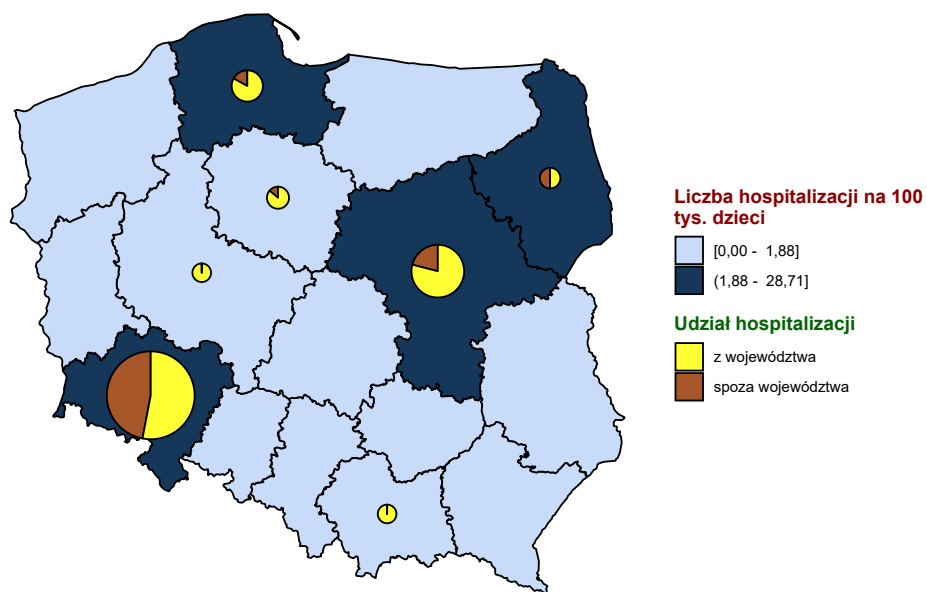 Liczba hospitalizacji na 100
tys. dzieci
[0,00 - 1,88]
(1,88 - 28,71]
Udział hospitalizacji
z województwa
spoza województwa